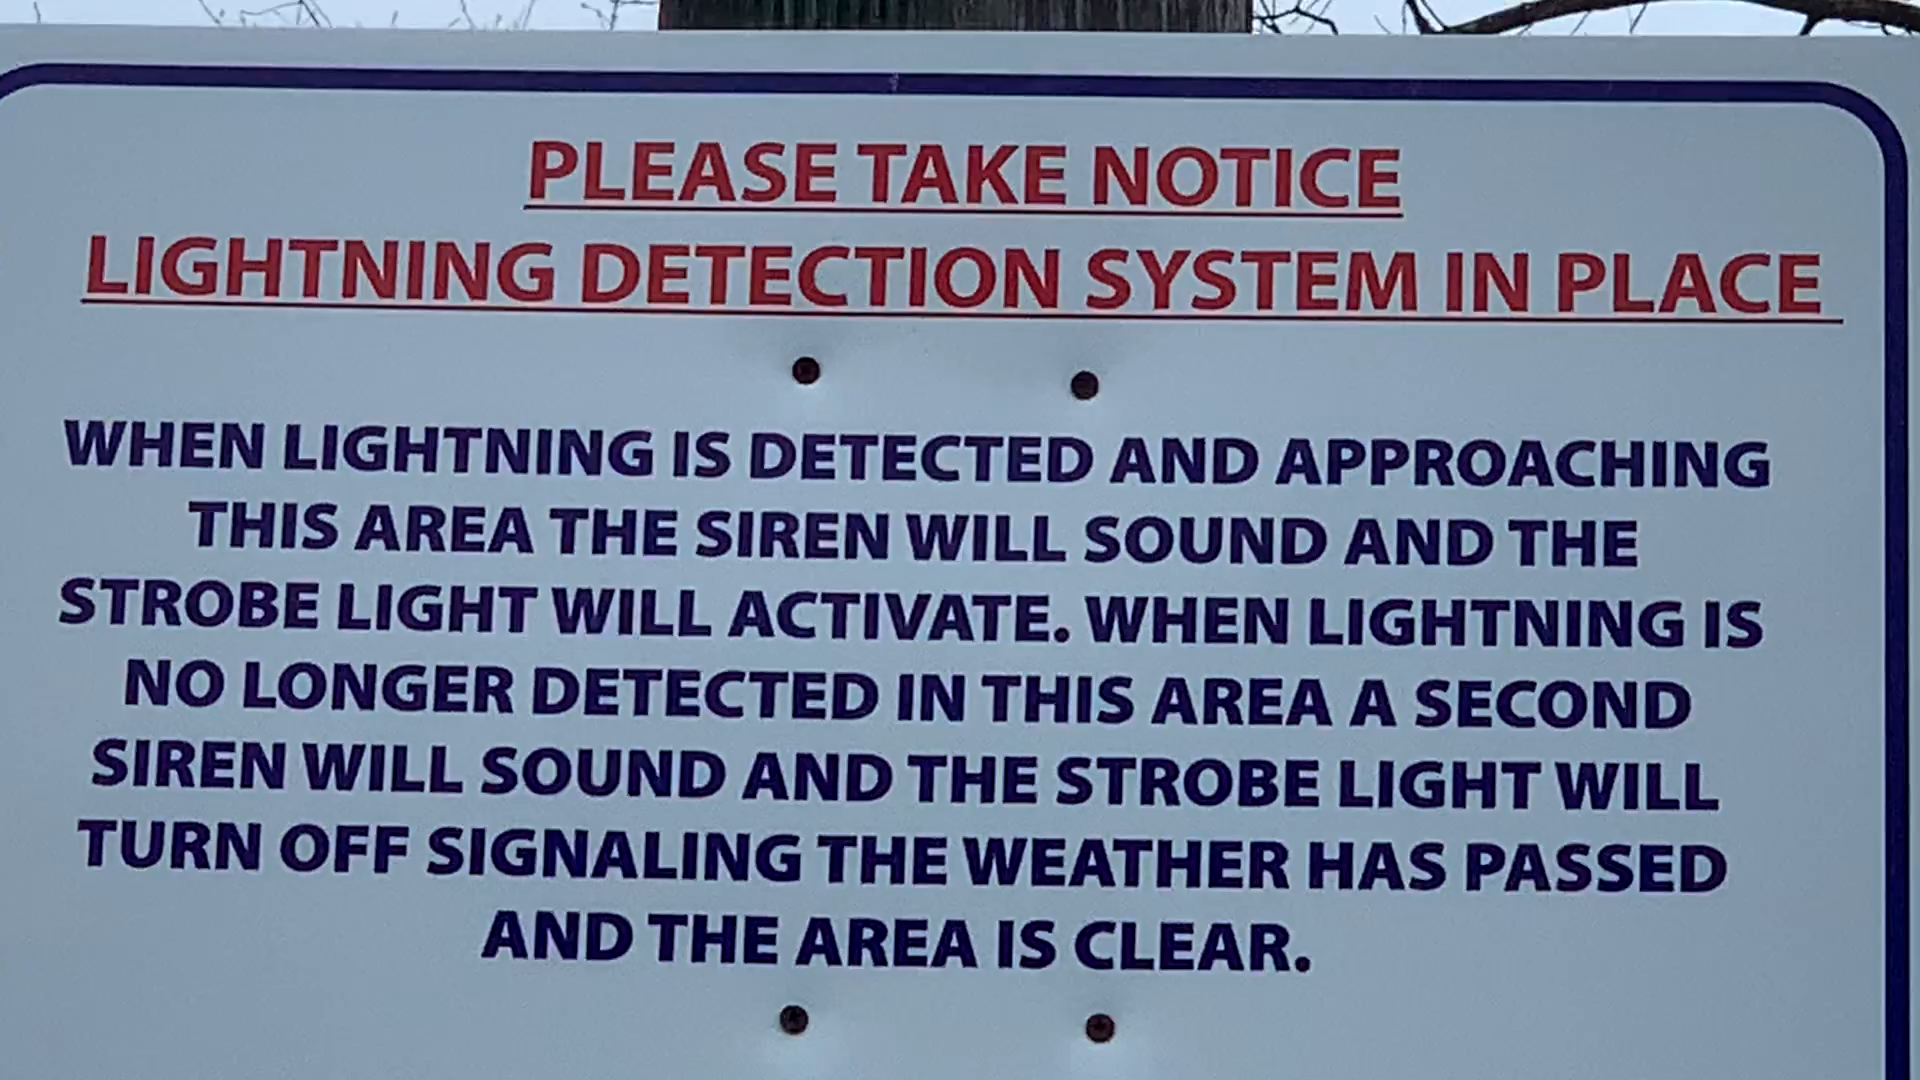 PLEASE TAKE NOTICE
LIGHTNING DETECTION SYSTEM IN PLACE
WHEN LIGHTNING IS DETECTED AND APPROACHING
THIS AREA THE SIREN WILL SOUND AND THE
STROBE LIGHT WILL ACTIVATE. WHEN LIGHTNING IS
NO LONGER DETECTED IN THIS AREA A SECOND
SIREN WILL SOUND AND THE STROBE LIGHT WILL
TURN OFF SIGNALING THE WEATHER HAS PASSED
AND THE AREA IS CLEAR.